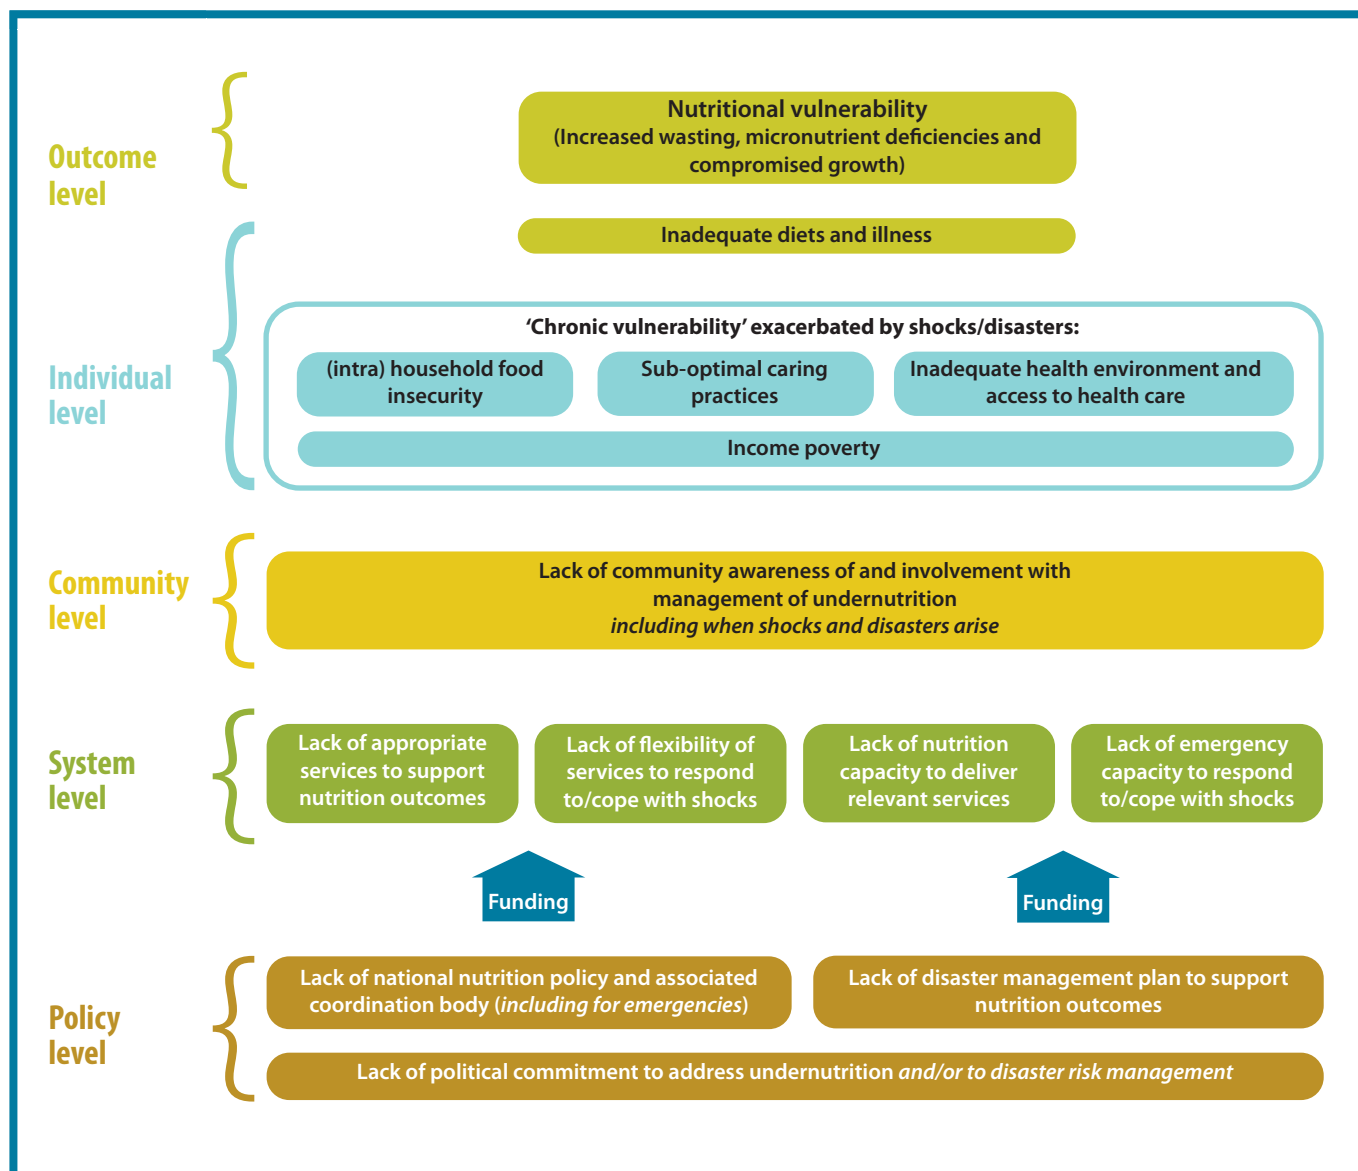 Outcome
level
Nutritional vulnerability
(Increased wasting, micronutrient deficiencies and
compromised growth)
Inadequate diets and illness
Individual
level
‘Chronic vulnerability’ exacerbated by shocks/disasters:
(intra) household food
insecurity
Sub-optimal caring
practices
Inadequate health environment and
access to health care
Income poverty
Community
level
Lack of community awareness of and involvement with
management of undernutrition
including when shocks and disasters arise
System
level
Lack of appropriate
services to support
nutrition outcomes
Lack of flexibility of
services to respond
to/cope with shocks
Lack of nutrition
capacity to deliver
relevant services
Lack of emergency
capacity to respond
to/cope with shocks
Funding
Funding
Policy
level
Lack of national nutrition policy and associated
coordination body (including for emergencies)
Lack of disaster management plan to support
nutrition outcomes
Lack of political commitment to address undernutrition and/or to disaster risk management